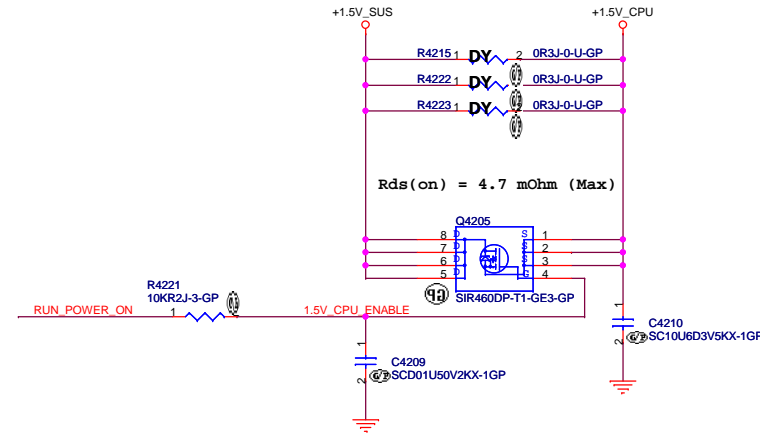 +1.5V_SUS
+1.5V_CPU
R4215 1 DY 2 0R3J-0-U-GP
R4222 1 DY 2 0R3J-0-U-GP
R4223 1 DY 2 0R3J-0-U-GP
Rds(on) = 4.7 mOhm (Max)
Q4205
8 D S 1
7 D S 2
6 D S 3
5 D G 4
SIR460DP-T1-GE3-GP
R4221
10KR2J-3-GP
RUN_POWER_ON
1
1.5V_CPU_ENABLE
1
C4210
2
SC10U6D3V5KX-1GP
1
C4209
2
SCD01U50V2KX-1GP